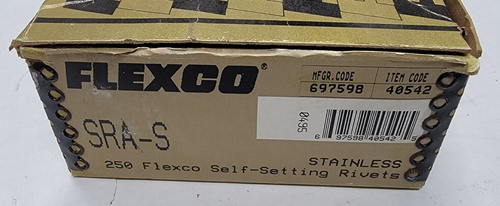 FLEXCO®
MFGR.CODE ITEM CODE
697598 40542
SRA-S
0495
6 97598 40542 5
STAINLESS
250 Flexco Self-Setting Rivets